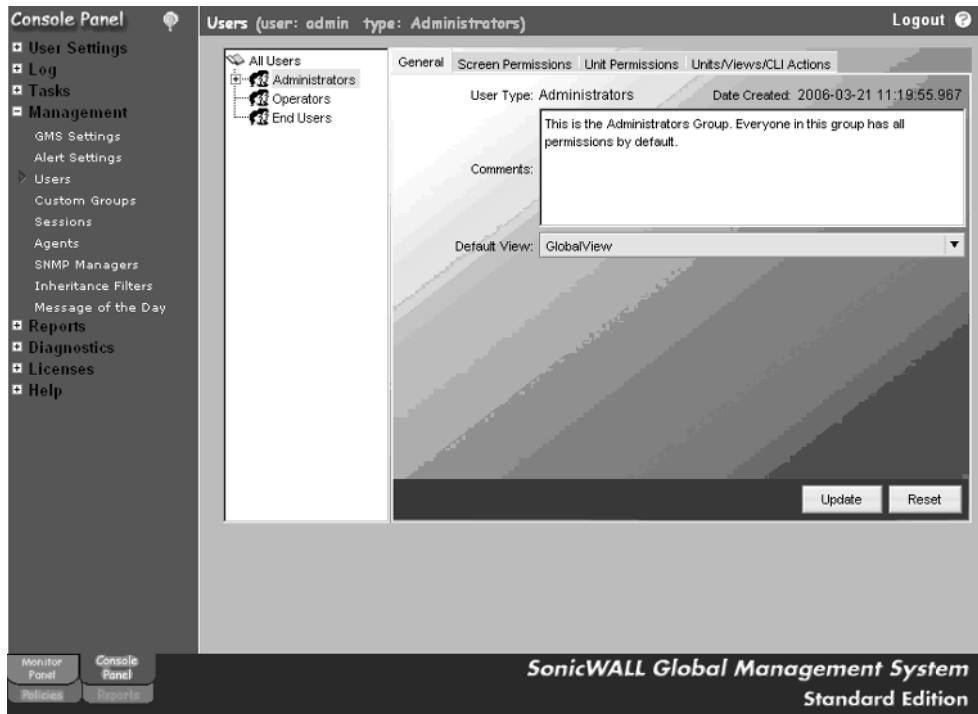 Console Panel
Users (user: admin type: Administrators)
Logout
User Settings
Log
Tasks
Management
GMS Settings
Alert Settings
Users
Custom Groups
Sessions
Agents
SNMP Managers
Inheritance Filters
Message of the Day
Reports
Diagnostics
Licenses
Help
All Users
Administrators
Operators
End Users
General Screen Permissions Unit Permissions Units/Views/CLI Actions
User Type: Administrators Date Created: 2006-03-21 11:19:55.967
Comments:
This is the Administrators Group. Everyone in this group has all
permissions by default.
Default View: GlobalView
Update Reset
Monitor
Panel
Console
Panel
Policies
Reports
SonicWALL Global Management System
Standard Edition